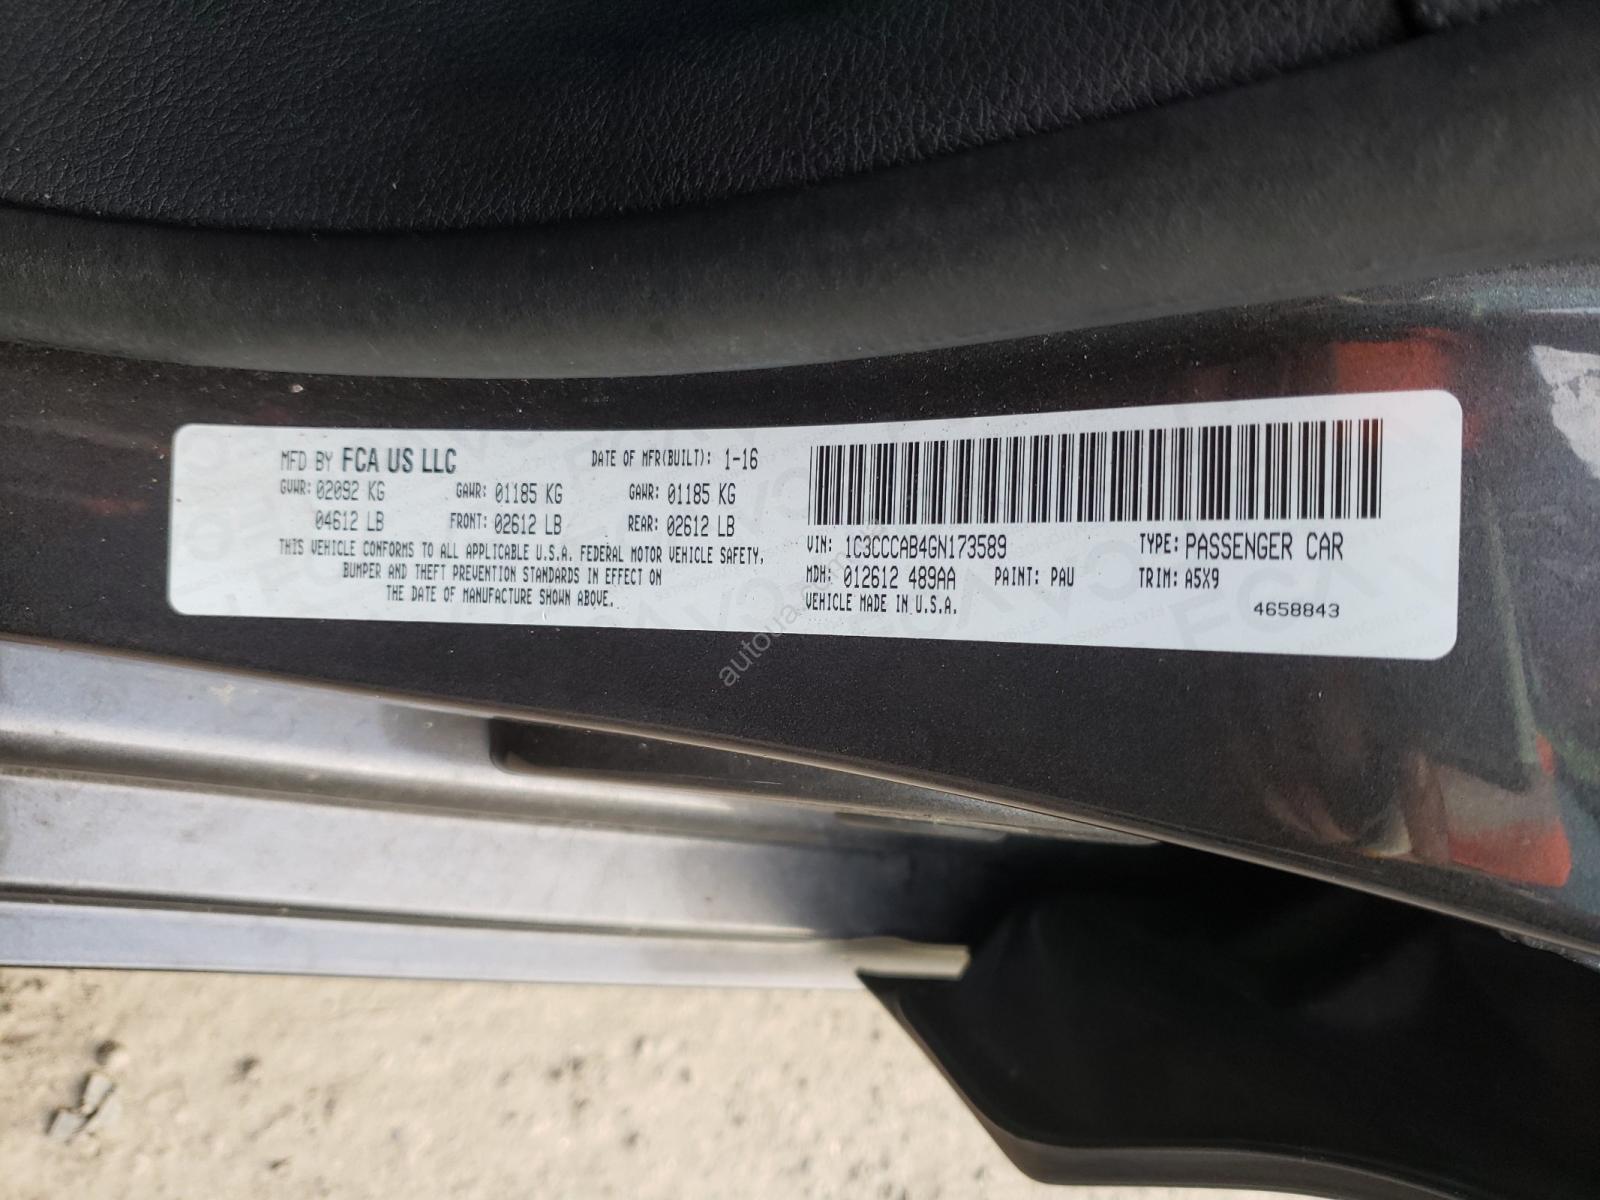 MFD BY FCA US LLC DATE OF MFR(BUILT): 1-16
GVWR: 02092 KG GAWR: 01185 KG GAWR: 01185 KG
04612 LB FRONT: 02612 LB REAR: 02612 LB
THIS VEHICLE CONFORMS TO ALL APPLICABLE U.S.A. FEDERAL MOTOR VEHICLE SAFETY,
BUMPER AND THEFT PREVENTION STANDARDS IN EFFECT ON
THE DATE OF MANUFACTURE SHOWN ABOVE.
VIN: 1C3CCCAB4GN173589 TYPE: PASSENGER CAR
MDH: 012612 489AA PAINT: PAU TRIM: A5X9
VEHICLE MADE IN U.S.A. 4658843